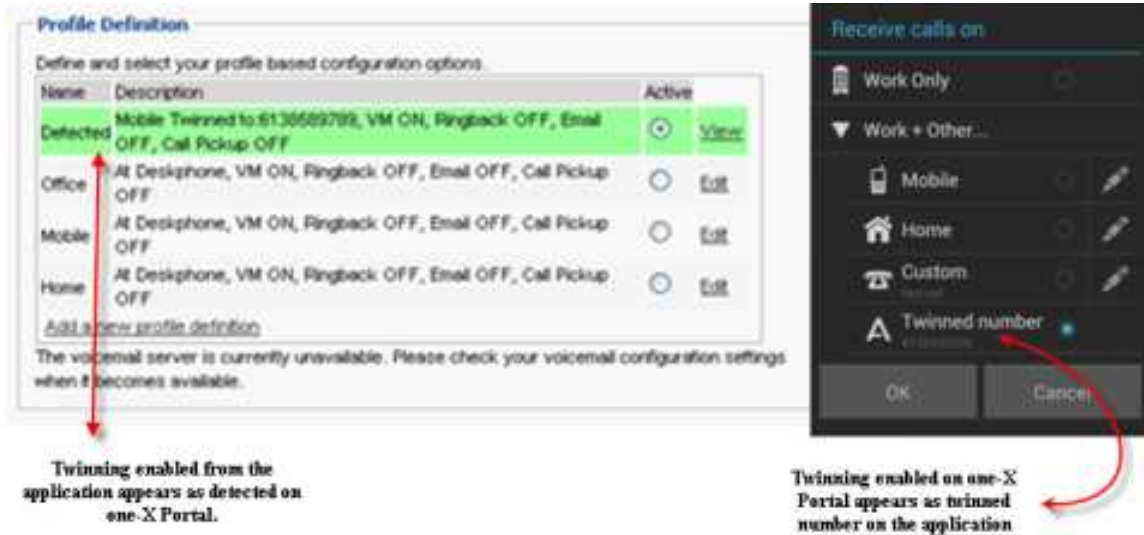 Profile Definition
Define and select your profile based configuration options.
Name Description Active
Detected Mobile Twinned to:6138589789, VM ON, Ringback OFF, Email
OFF, Call Pickup OFF
View
Office At Deskphone, VM ON, Ringback OFF, Email OFF, Call Pickup
OFF
Edit
Mobile At Deskphone, VM ON, Ringback OFF, Email OFF, Call Pickup
OFF
Edit
Home At Deskphone, VM ON, Ringback OFF, Email OFF, Call Pickup
OFF
Edit
Add a new profile definition
The voicemail server is currently unavailable. Please check your voicemail configuration settings
when it becomes available.
Twinning enabled from the
application appears as detected on
one-X Portal.
Receive calls on
Work Only
Work + Other...
Mobile
Home
Custom
Twinned number
OK Cancel
Twinning enabled on one-X
Portal appears as twinned
number on the application